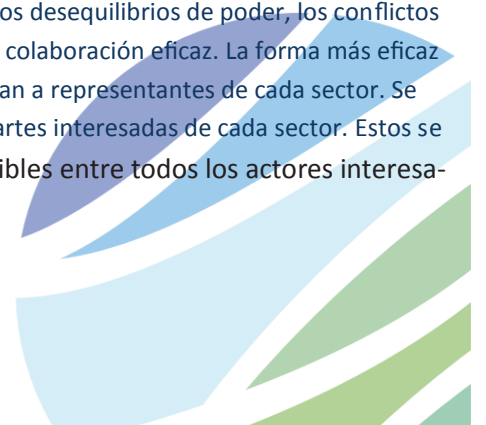 os desequilibrios de poder, los conflictos
colaboración eficaz. La forma más eficaz
an a representantes de cada sector. Se
artes interesadas de cada sector. Estos se
ibles entre todos los actores interesa-